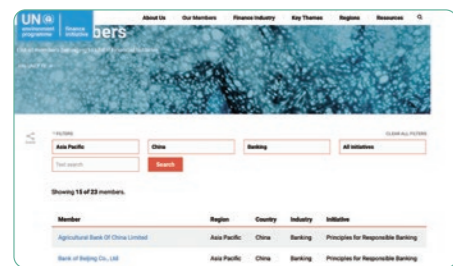 UN
environment
programme
finance
initiative
About Us Our Members Finance Industry Key Themes Regions Resources
bers
FILTERS
CLEAR ALL FILTERS
Asia Pacific China Banking All Initiatives
Text search Search
Showing 15 of 23 members.
Member Region Country Industry Initiative
Agricultural Bank Of China Limited Asia Pacific China Banking Principles for Responsible Banking
Bank of Beijing Co., Ltd Asia Pacific China Banking Principles for Responsible Banking